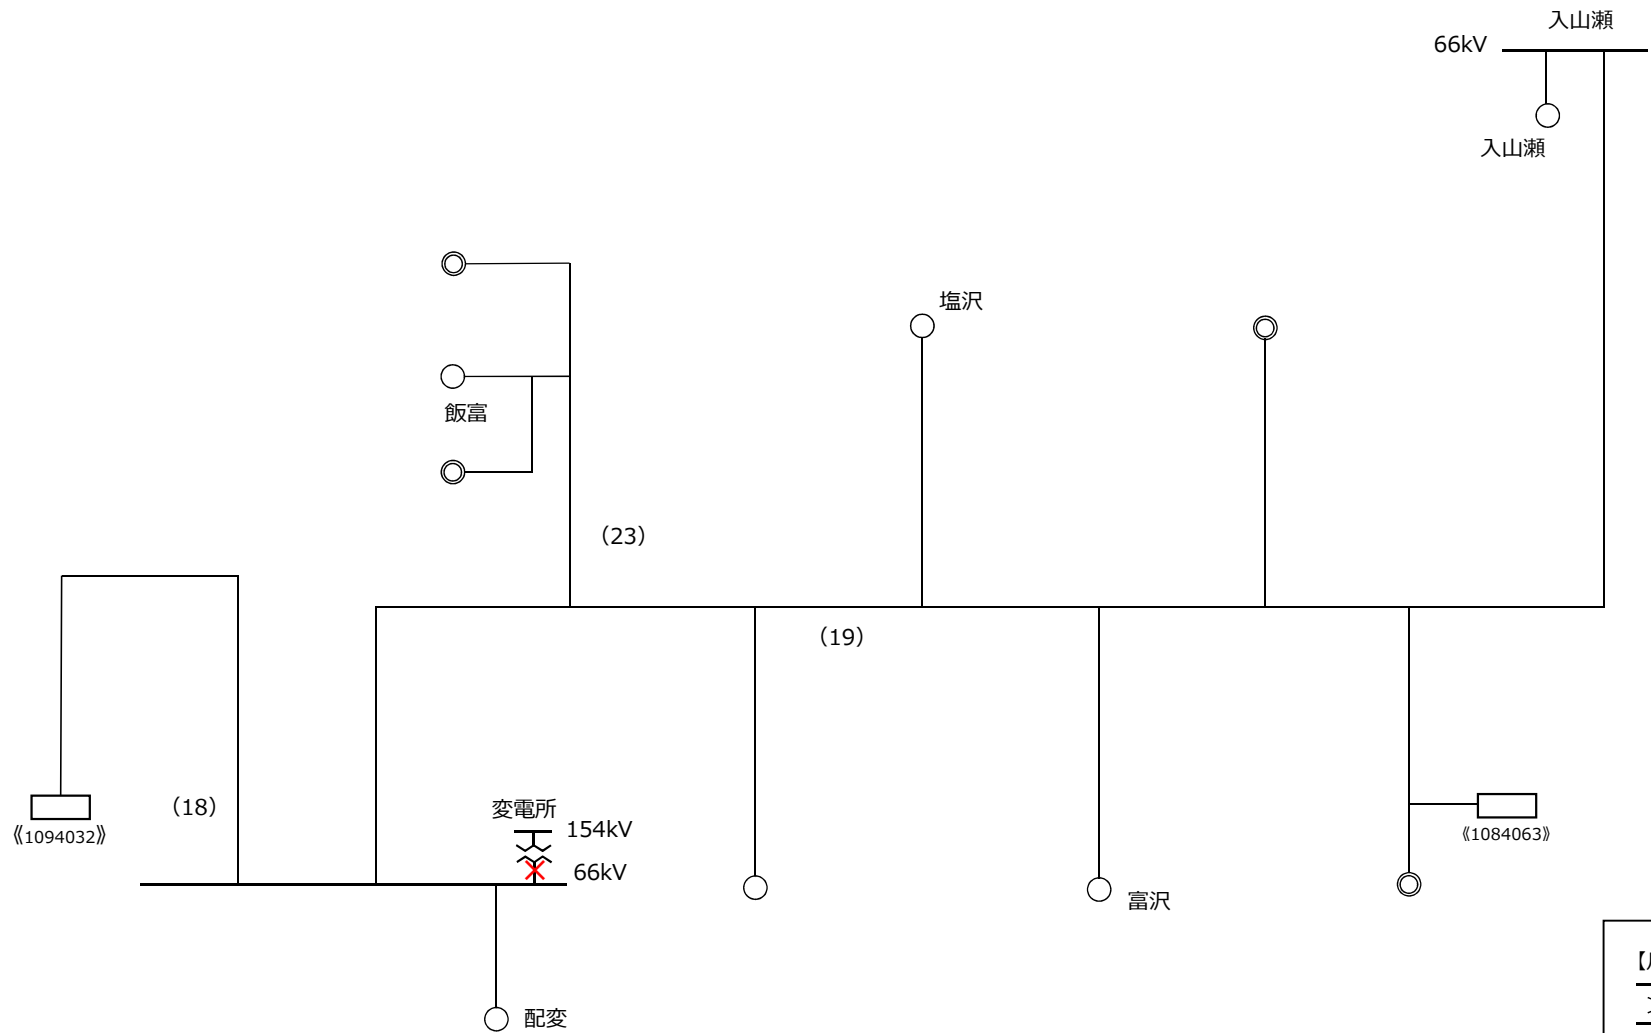 入山瀬
66kV
入山瀬
塩沢
飯富
（23）
（19）
（18）
変電所
154kV
66kV
《1094032》
《1084063》
富沢
配変